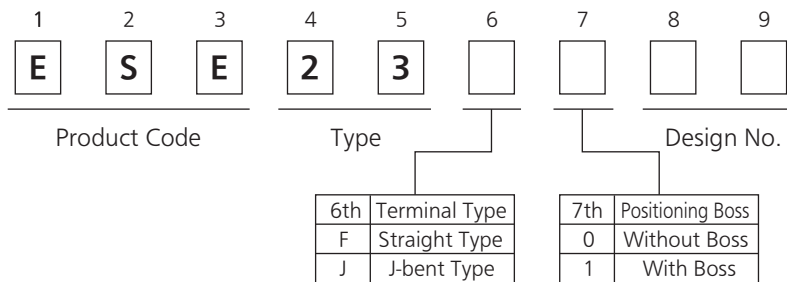 1 2 3 4 5 6 7 8 9
E S E 2 3
Product Code Type Design No.
6th Terminal Type 7th Positioning Boss
F Straight Type 0 Without Boss
J J-bent Type 1 With Boss